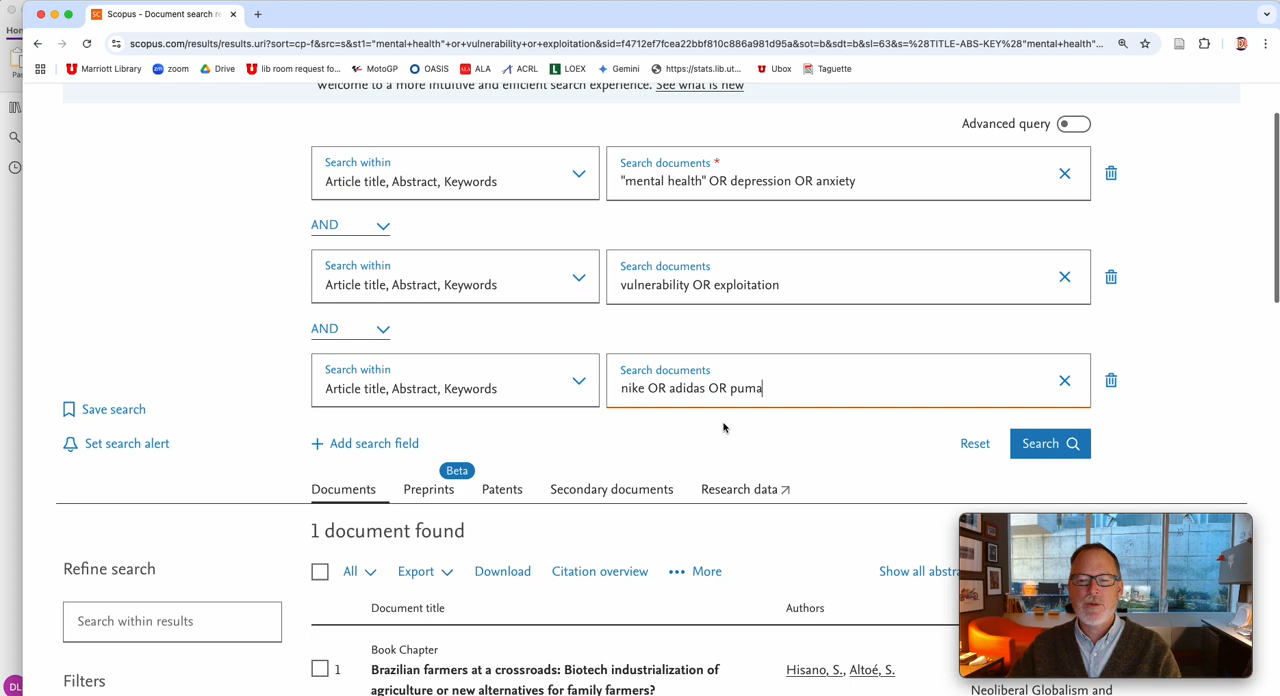 Hon
Scopus - Document search re
scopus.com/results/results.uri?sort=cp-f&src=s&st1="mental+health"+or+vulnerability+or+exploitation&sid=f4712ef7fcea22bbf810c886a981d95a&sot=b&sdt=b&sl=63&s=%28TITLE-ABS-KEY%28"mental+health"...
Pas
Marriott Library zoom Drive lib room request fo... MotoGP OASIS ALA ACRL LOEX Gemini https://stats.lib.ut... Ubox Taguette
Welcome to a more intuitive and efficient search experience. See what is new
Advanced query
Search within
Article title, Abstract, Keywords
Search documents *
"mental health" OR depression OR anxiety
AND
Search within
Article title, Abstract, Keywords
Search documents
vulnerability OR exploitation
AND
Search within
Article title, Abstract, Keywords
Search documents
nike OR adidas OR puma
Save search
Set search alert
+ Add search field
Reset
Search
Beta
Documents Preprints Patents Secondary documents Research data
1 document found
Refine search
All Export Download Citation overview ••• More Show all abstra
Document title Authors
Search within results
Book Chapter
1 Brazilian farmers at a crossroads: Biotech industrialization of
agriculture or new alternatives for family farmers?
Hisano, S., Altoé, S.
Neoliberal Globalism and
Filters
DL